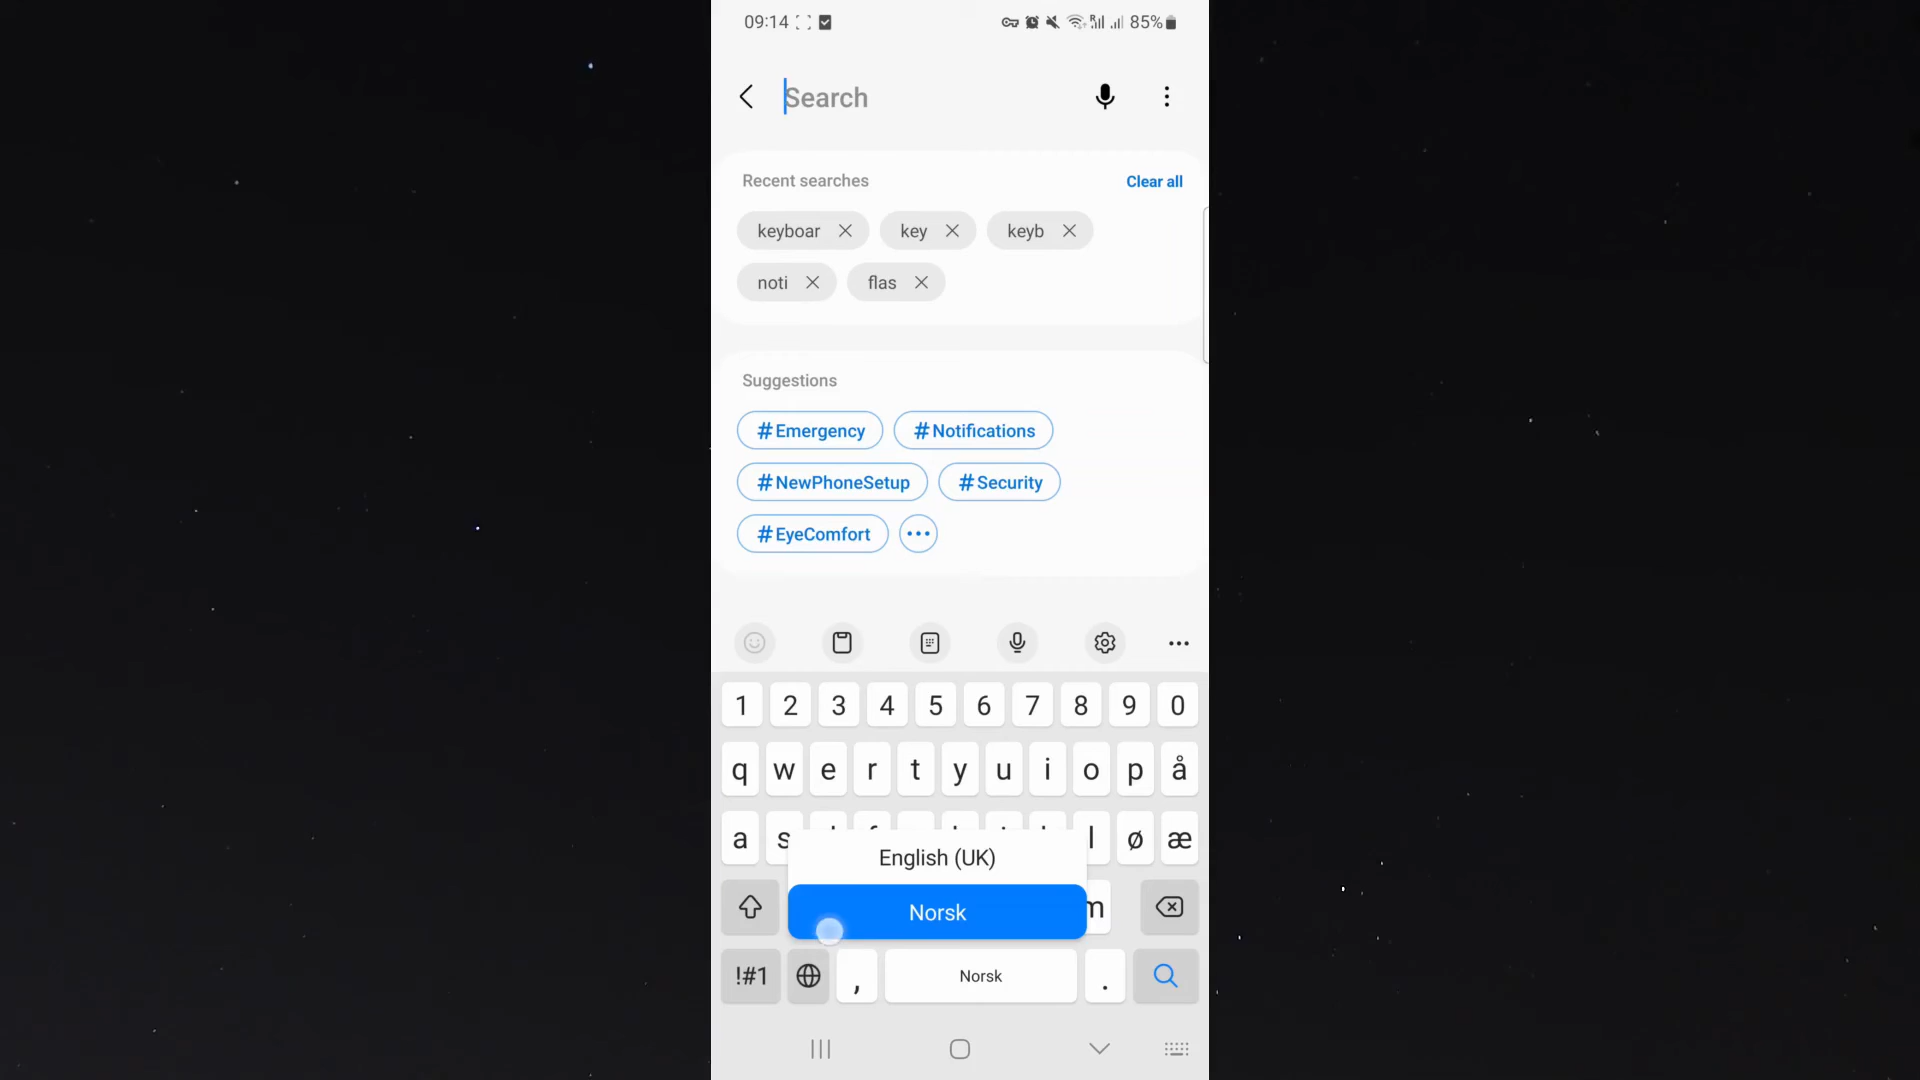 09:14 85%
Search
Recent searches Clear all
keyboar key keyb
noti flas
Suggestions
#Emergency #Notifications
#NewPhoneSetup #Security
#EyeComfort
1 2 3 4 5 6 7 8 9 0
q w e r t y u i o p å
a s l ø æ
English (UK)
Norsk m
!#1 , Norsk .